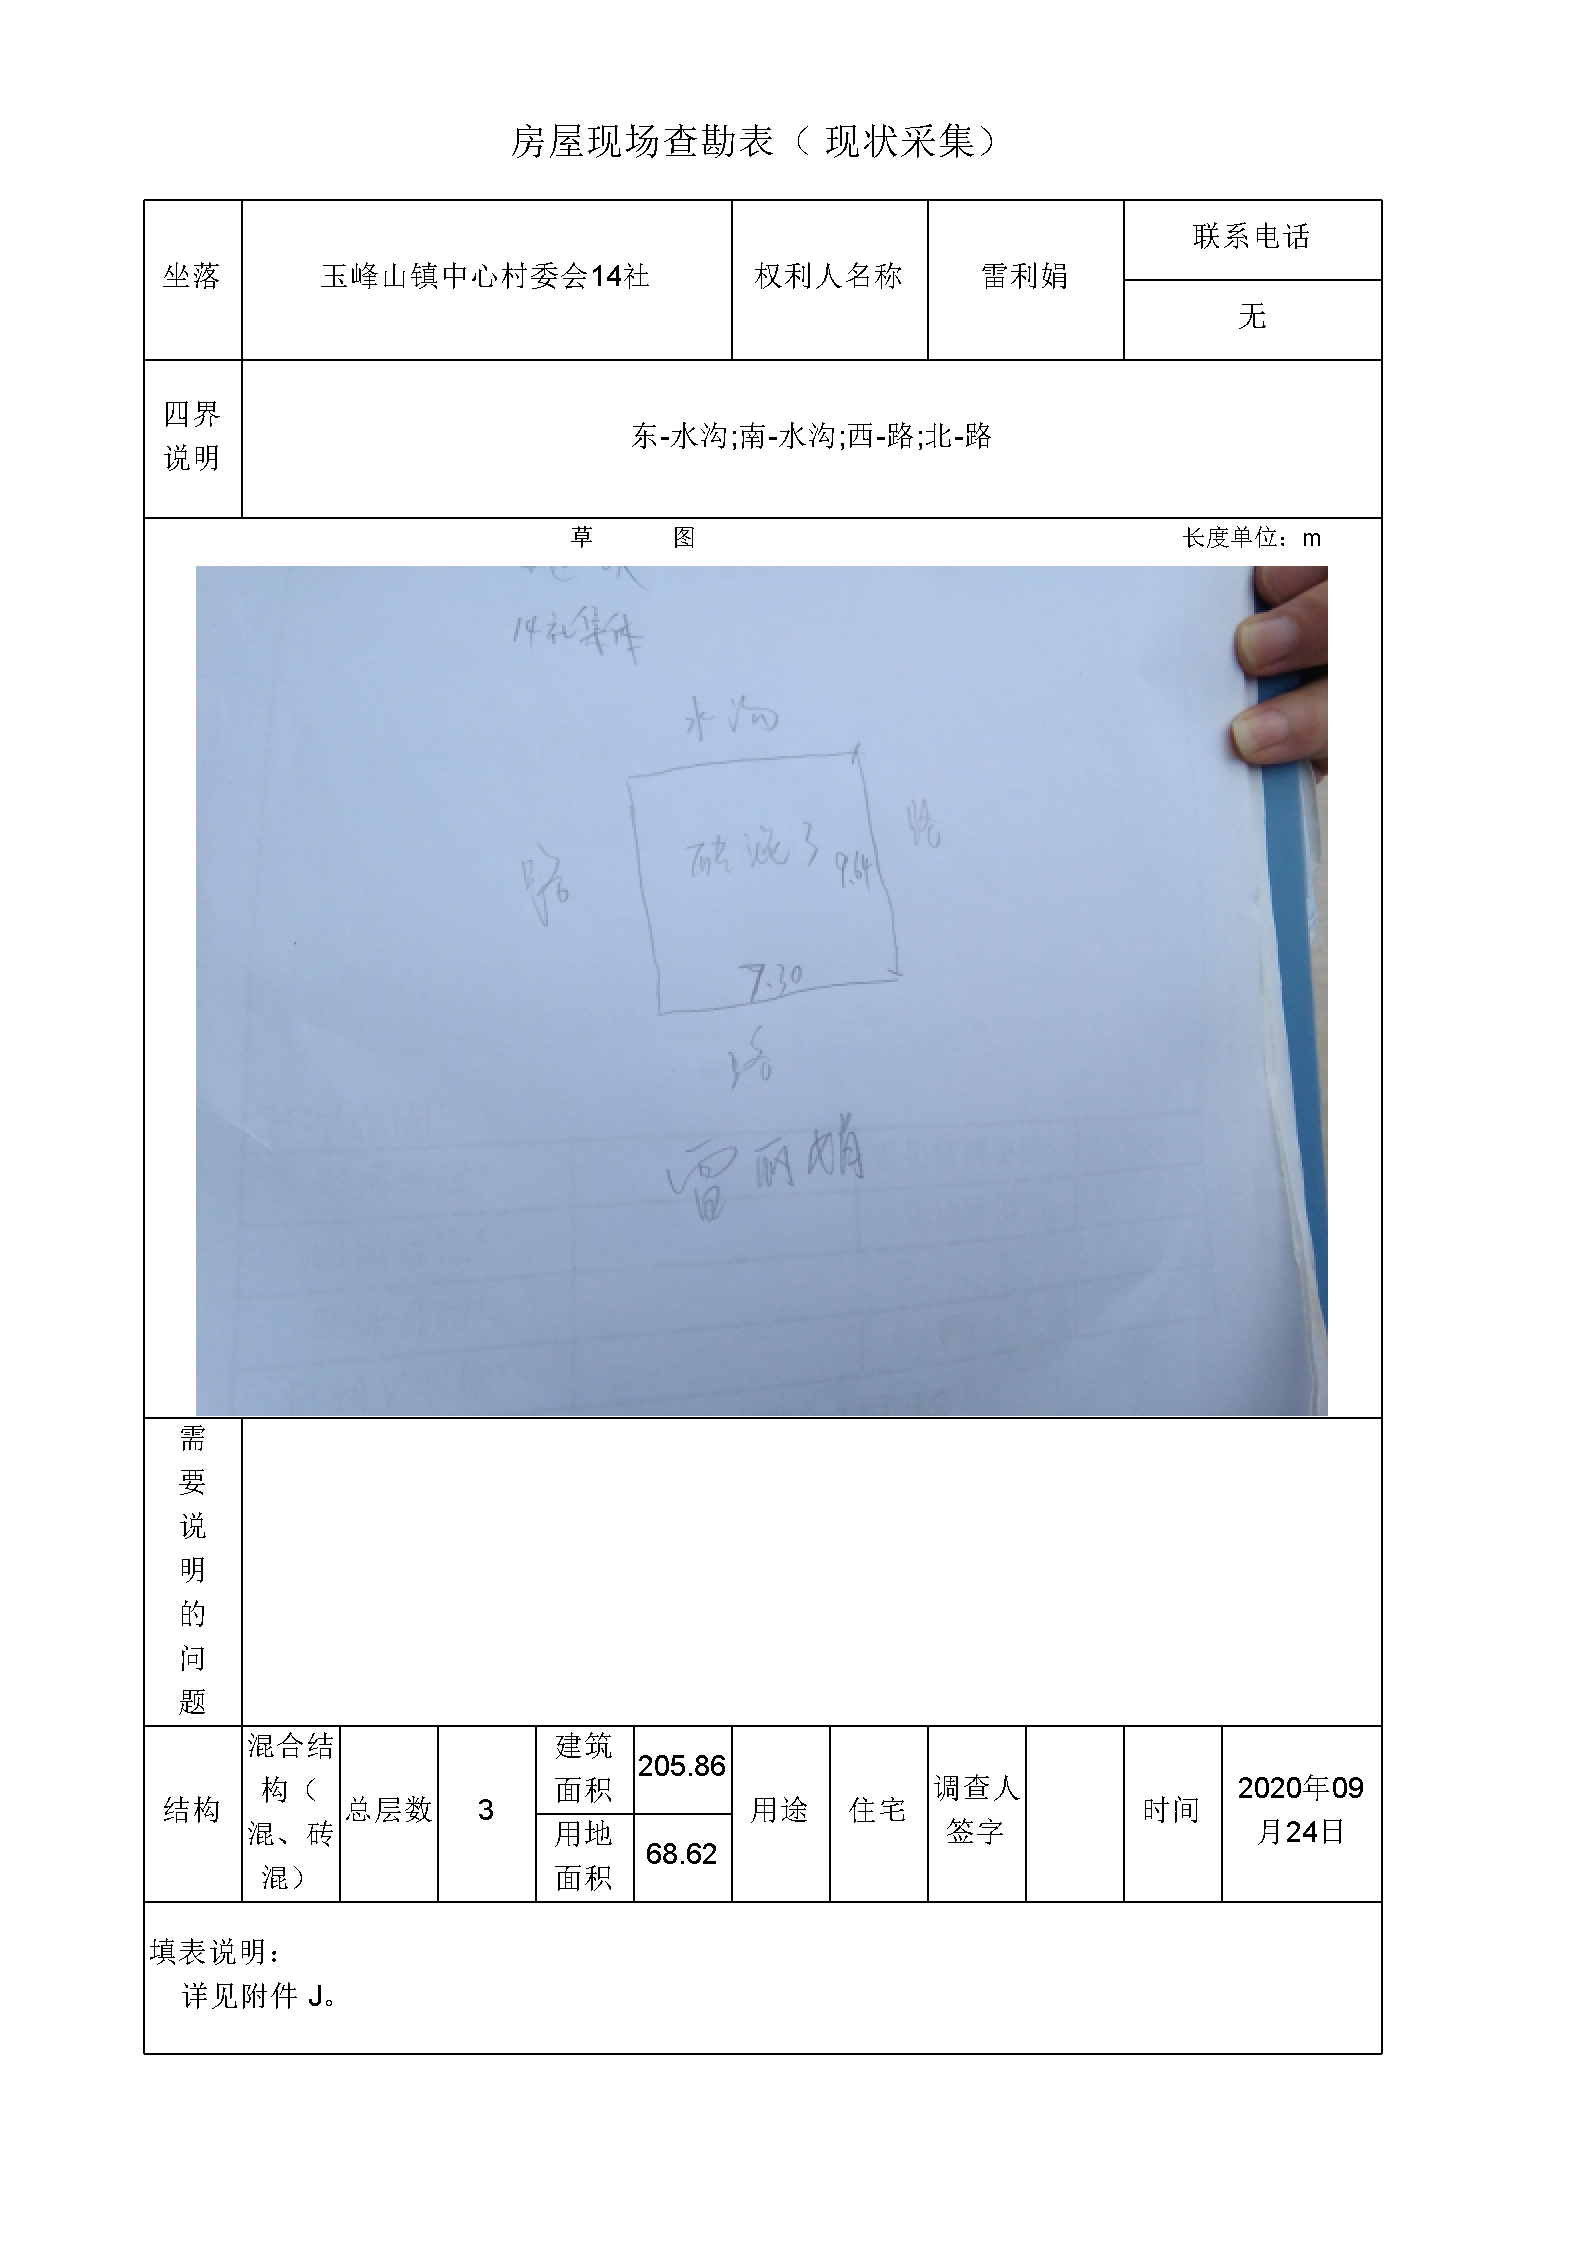 房屋现场查勘表（ 现状采集）
坐落
玉峰山镇中心村委会14社
权利人名称
雷利娟
联系电话
无
四界
说明
东-水沟;南-水沟;西-路;北-路
草 图
长度单位：m
14社集体
水沟
路
砖混3
9.64
路
7.30
路
雷丽娟
需
要
说
明
的
问
题
结构
混合结
构（
混、砖
混）
总层数
3
建筑
面积
205.86
用地
面积
68.62
用途
住宅
调查人
签字
时间
2020年09
月24日
填表说明：
详见附件 J。